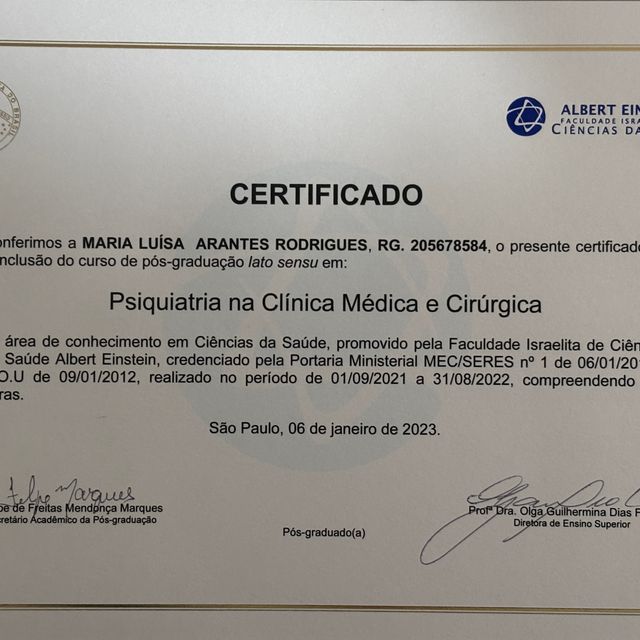 ALBERT EIN
FACULDADE ISRA
CIÊNCIAS DA
CERTIFICADO
onferimos a MARIA LUÍSA ARANTES RODRIGUES, RG. 205678584, o presente certificado
nclusão do curso de pós-graduação lato sensu em:
Psiquiatria na Clínica Médica e Cirúrgica
área de conhecimento em Ciências da Saúde, promovido pela Faculdade Israelita de Ciên
Saúde Albert Einstein, credenciado pela Portaria Ministerial MEC/SERES nº 1 de 06/01/201
O.U de 09/01/2012, realizado no período de 01/09/2021 a 31/08/2022, compreendendo
ras.
São Paulo, 06 de janeiro de 2023.
Felipe Marques
pe de Freitas Mendonça Marques
cretário Acadêmico da Pós-graduação
Pós-graduado(a)
Profª Dra. Olga Guilhermina Dias F
Diretora de Ensino Superior